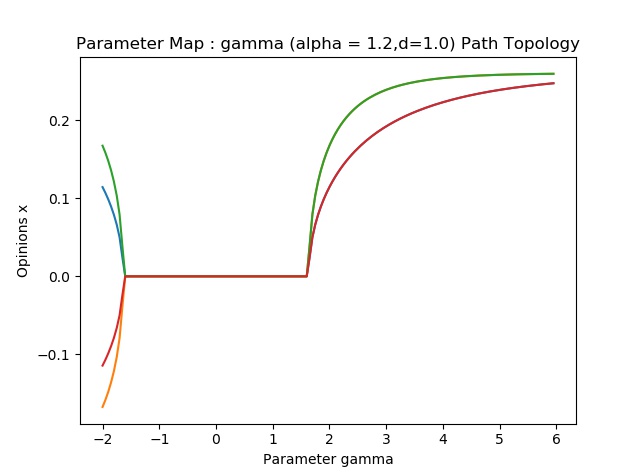 Parameter Map : gamma (alpha = 1.2,d=1.0) Path Topology
Opinions x
0.2
0.1
0.0
−0.1
−2 −1 0 1 2 3 4 5 6
Parameter gamma